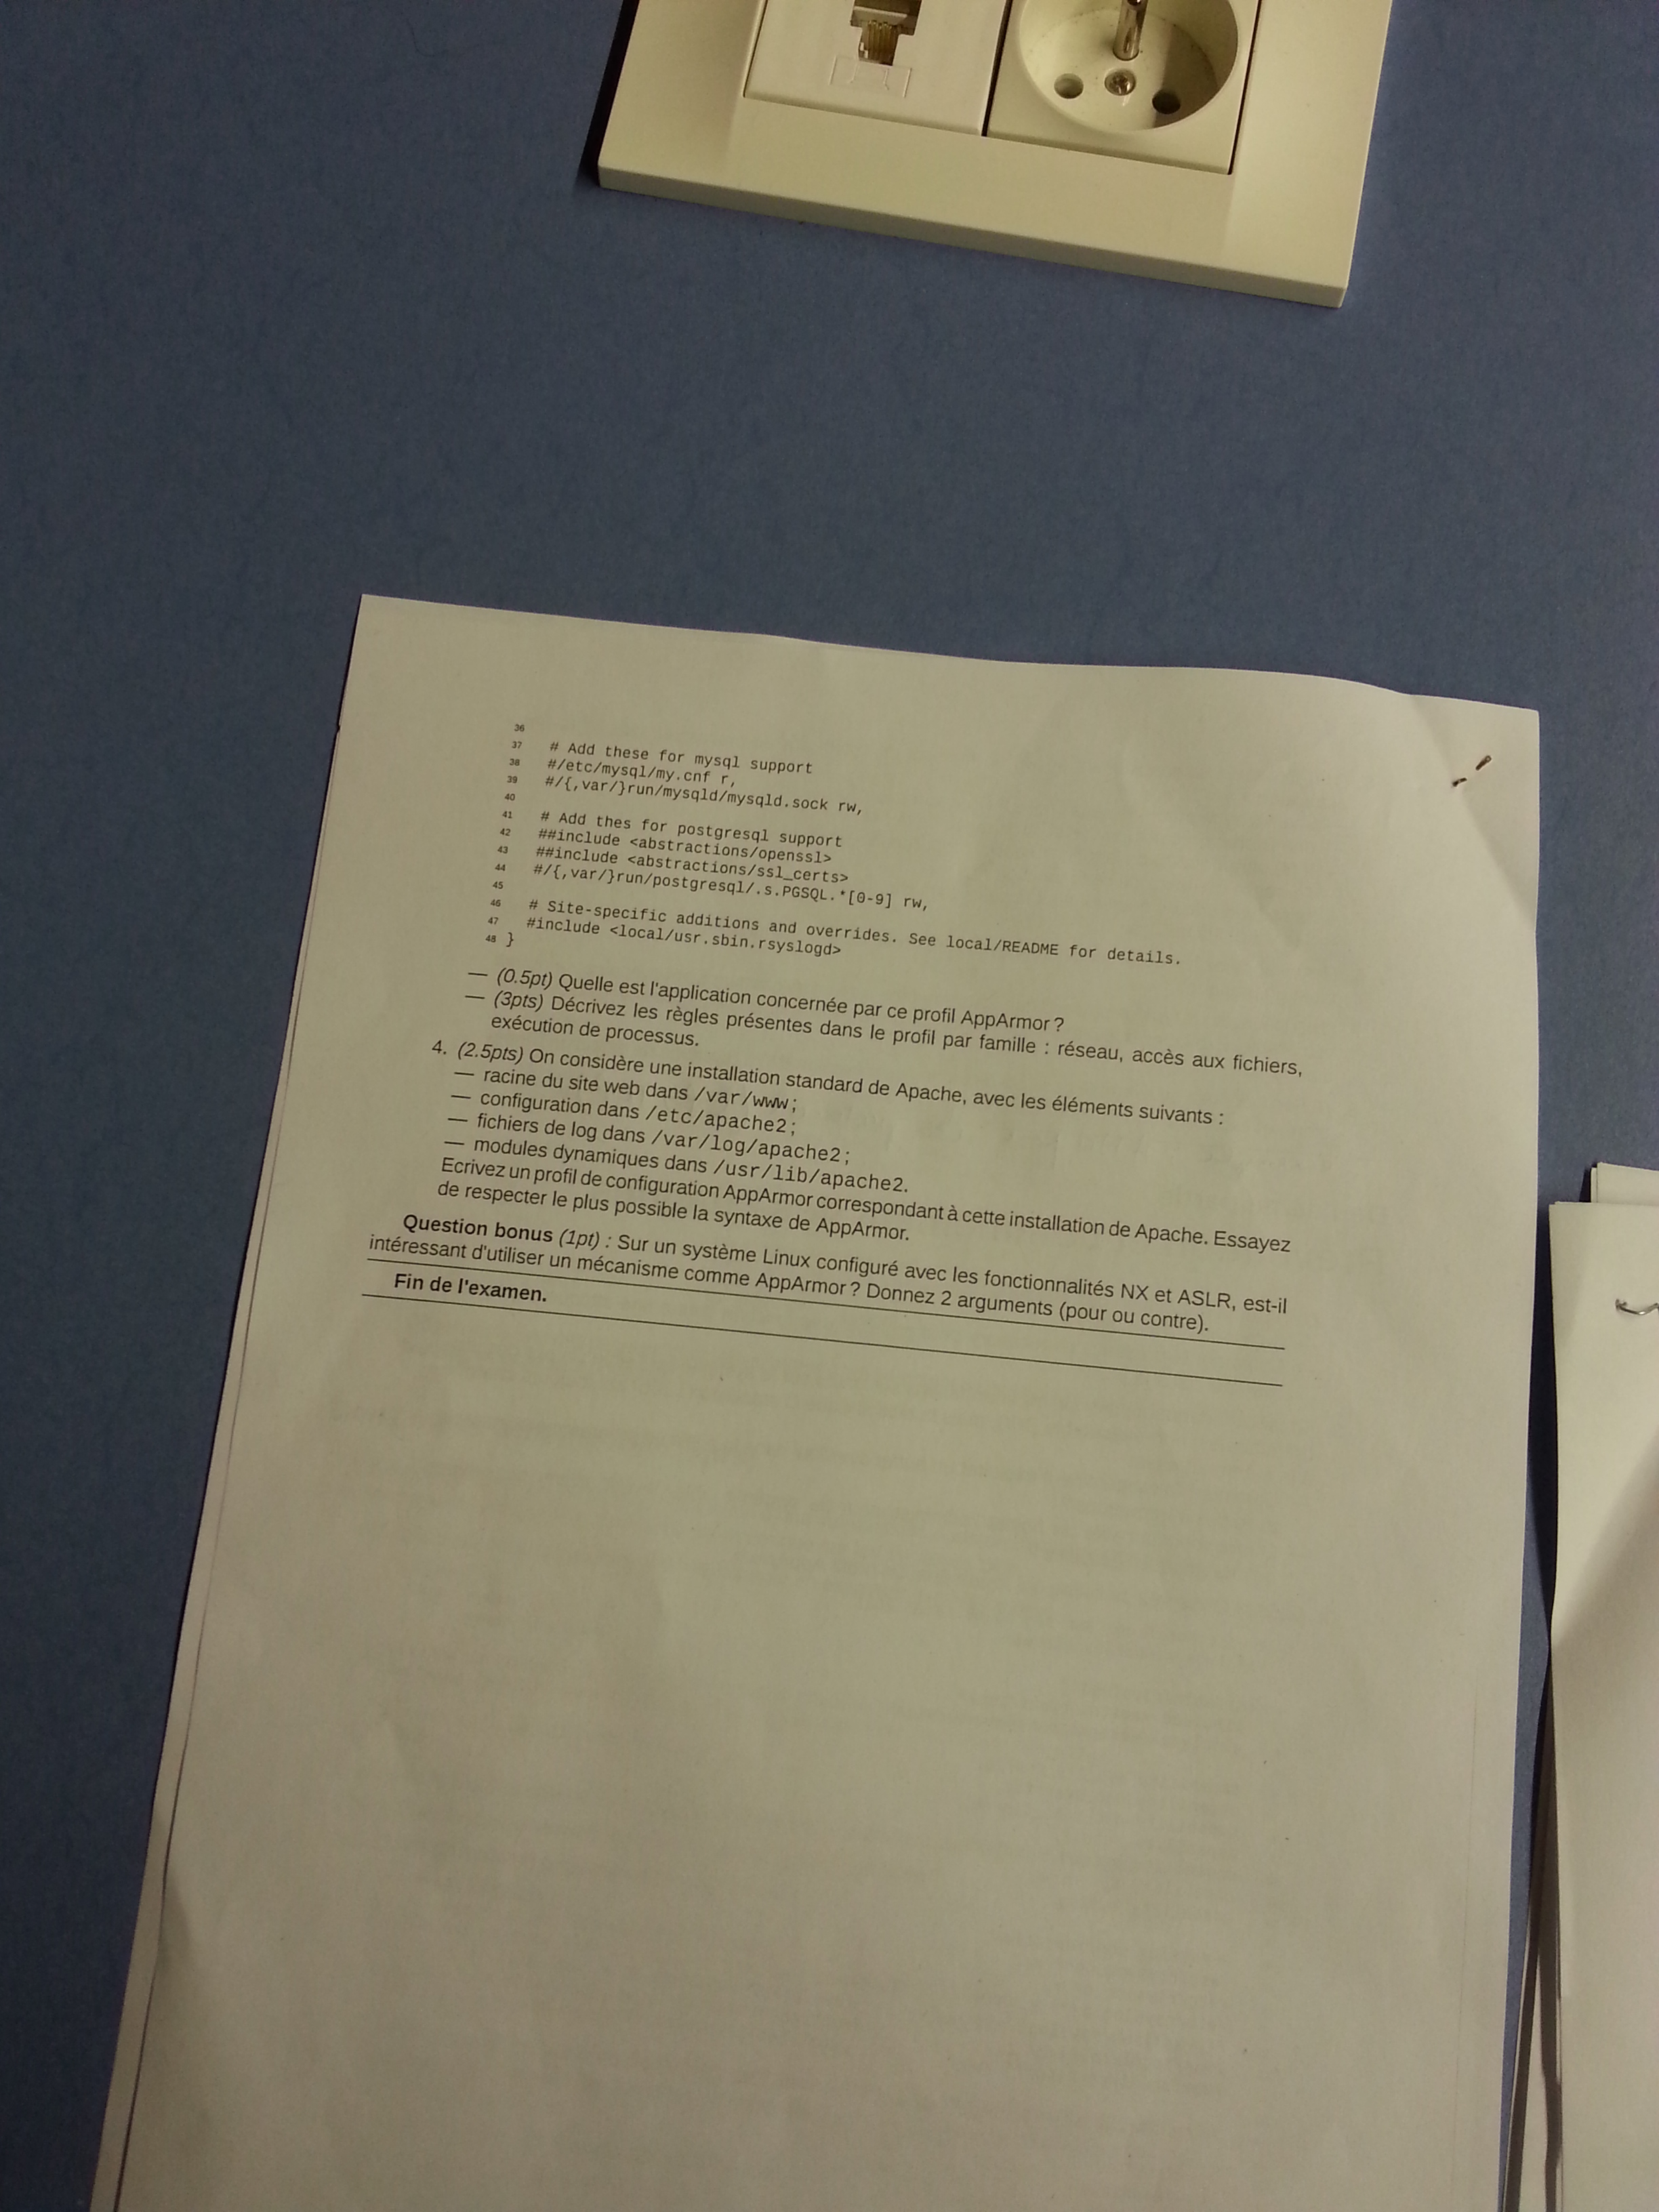 36
37 # Add these for mysql support
38 #/etc/mysql/my.cnf r,
39 #/{,var/}run/mysqld/mysqld.sock rw,
40
41 # Add thes for postgresql support
42 ##include <abstractions/openssl>
43 ##include <abstractions/ssl_certs>
44 #/{,var/}run/postgresql/.s.PGSQL.*[0-9] rw,
45
46 # Site-specific additions and overrides. See local/README for details.
47 #include <local/usr.sbin.rsyslogd>
48 }
— (0.5pt) Quelle est l'application concernée par ce profil AppArmor ?
— (3pts) Décrivez les règles présentes dans le profil par famille : réseau, accès aux fichiers,
exécution de processus.
4. (2.5pts) On considère une installation standard de Apache, avec les éléments suivants :
— racine du site web dans /var/www ;
— configuration dans /etc/apache2 ;
— fichiers de log dans /var/log/apache2 ;
— modules dynamiques dans /usr/lib/apache2.
Ecrivez un profil de configuration AppArmor correspondant à cette installation de Apache. Essayez
de respecter le plus possible la syntaxe de AppArmor.
Question bonus (1pt) : Sur un système Linux configuré avec les fonctionnalités NX et ASLR, est-il
intéressant d'utiliser un mécanisme comme AppArmor ? Donnez 2 arguments (pour ou contre).
Fin de l'examen.